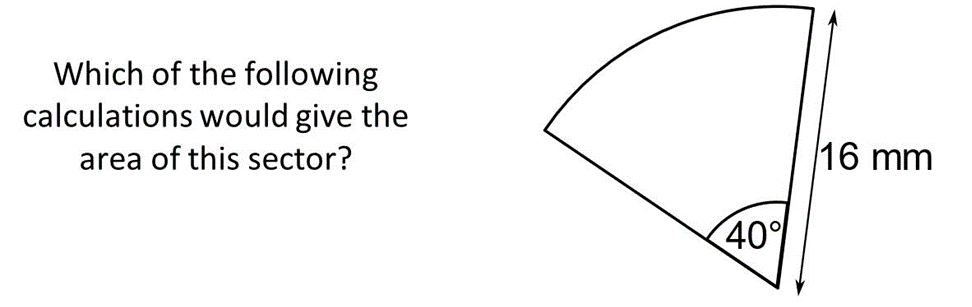 Which of the following
calculations would give the
area of this sector?
16 mm
40°